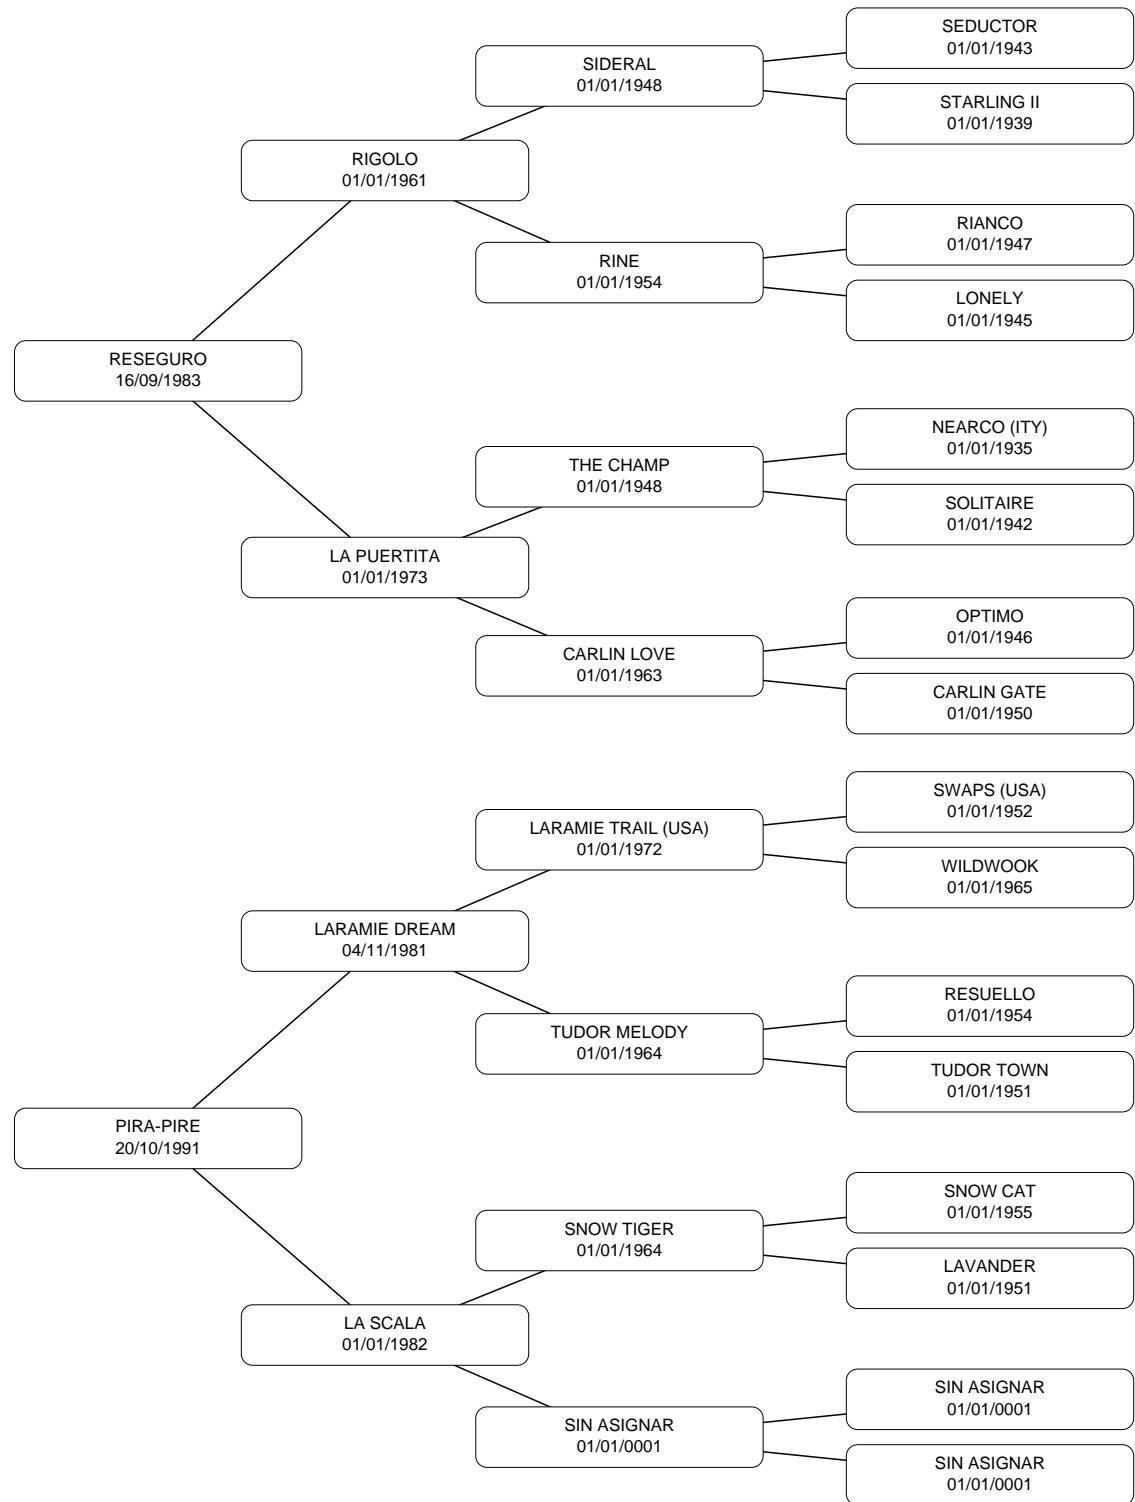 SEDUCTOR
01/01/1943
SIDERAL
01/01/1948
STARLING II
01/01/1939
RIGOLO
01/01/1961
RIANCO
01/01/1947
RINE
01/01/1954
LONELY
01/01/1945
RESEGURO
16/09/1983
NEARCO (ITY)
01/01/1935
THE CHAMP
01/01/1948
SOLITAIRE
01/01/1942
LA PUERTITA
01/01/1973
OPTIMO
01/01/1946
CARLIN LOVE
01/01/1963
CARLIN GATE
01/01/1950
SWAPS (USA)
01/01/1952
LARAMIE TRAIL (USA)
01/01/1972
WILDWOOK
01/01/1965
LARAMIE DREAM
04/11/1981
RESUELLO
01/01/1954
TUDOR MELODY
01/01/1964
TUDOR TOWN
01/01/1951
PIRA-PIRE
20/10/1991
SNOW CAT
01/01/1955
SNOW TIGER
01/01/1964
LAVANDER
01/01/1951
LA SCALA
01/01/1982
SIN ASIGNAR
01/01/0001
SIN ASIGNAR
01/01/0001
SIN ASIGNAR
01/01/0001